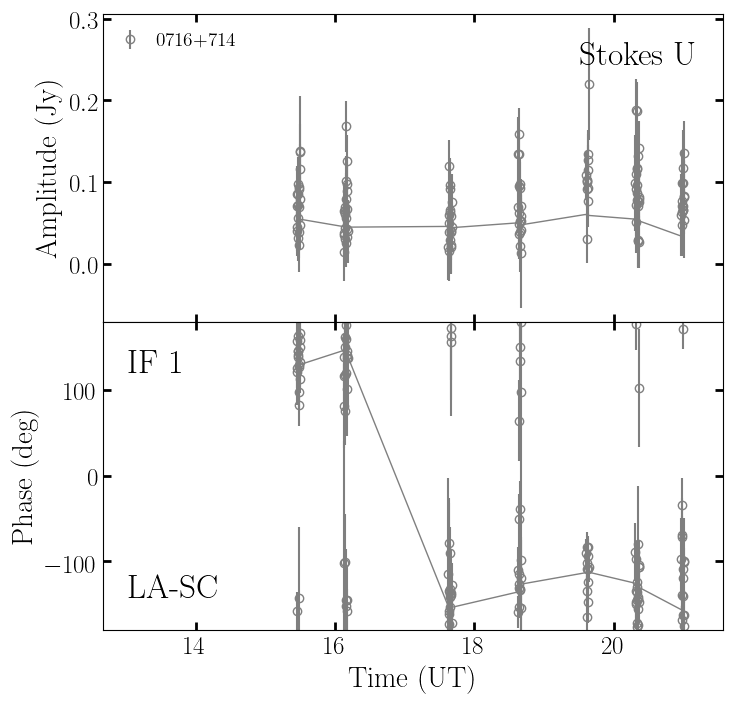 0.3
0716+714
Stokes U
0.2
0.1
0.0
Amplitude (Jy)
IF 1
100
0
−100
Phase (deg)
LA-SC
14 16 18 20
Time (UT)